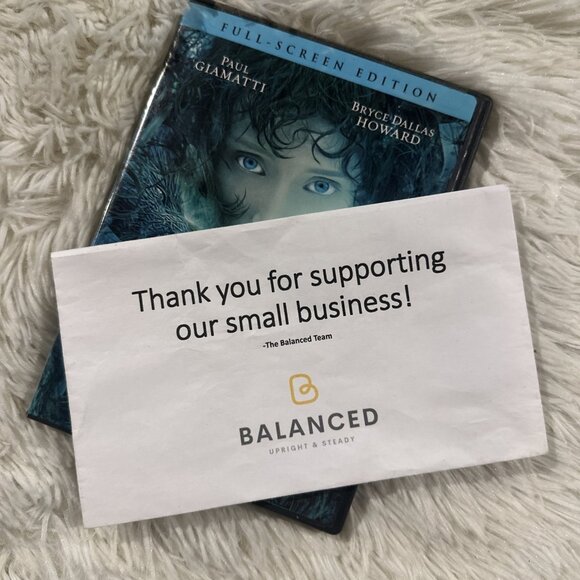 FULL-SCREEN EDITION
PAUL
GIAMATTI
BRYCE DALLAS
HOWARD
Thank you for supporting
our small business!
-The Balanced Team
BALANCED
UPRIGHT & STEADY